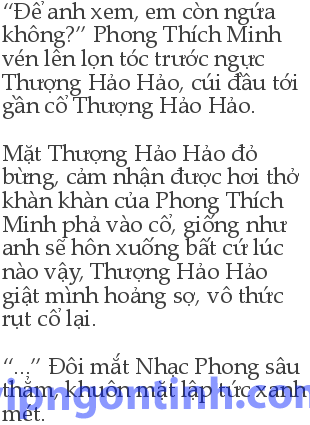 “Để anh xem, em còn ngứa
không?” Phong Thích Minh
vén lên lọn tóc trước ngực
Thượng Hảo Hảo, cúi đầu tới
gần cổ Thượng Hảo Hảo.
Mặt Thượng Hảo Hảo đỏ
bừng, cảm nhận được hơi thở
khàn khàn của Phong Thích
Minh phả vào cổ, giống như
anh sẽ hôn xuống bất cứ lúc
nào vậy, Thượng Hảo Hảo
giật mình hoảng sợ, vô thức
rụt cổ lại.
“...” Đôi mắt Nhạc Phong sâu
thẳm, khuôn mặt lập tức xanh
mét.
vipngontinh.com